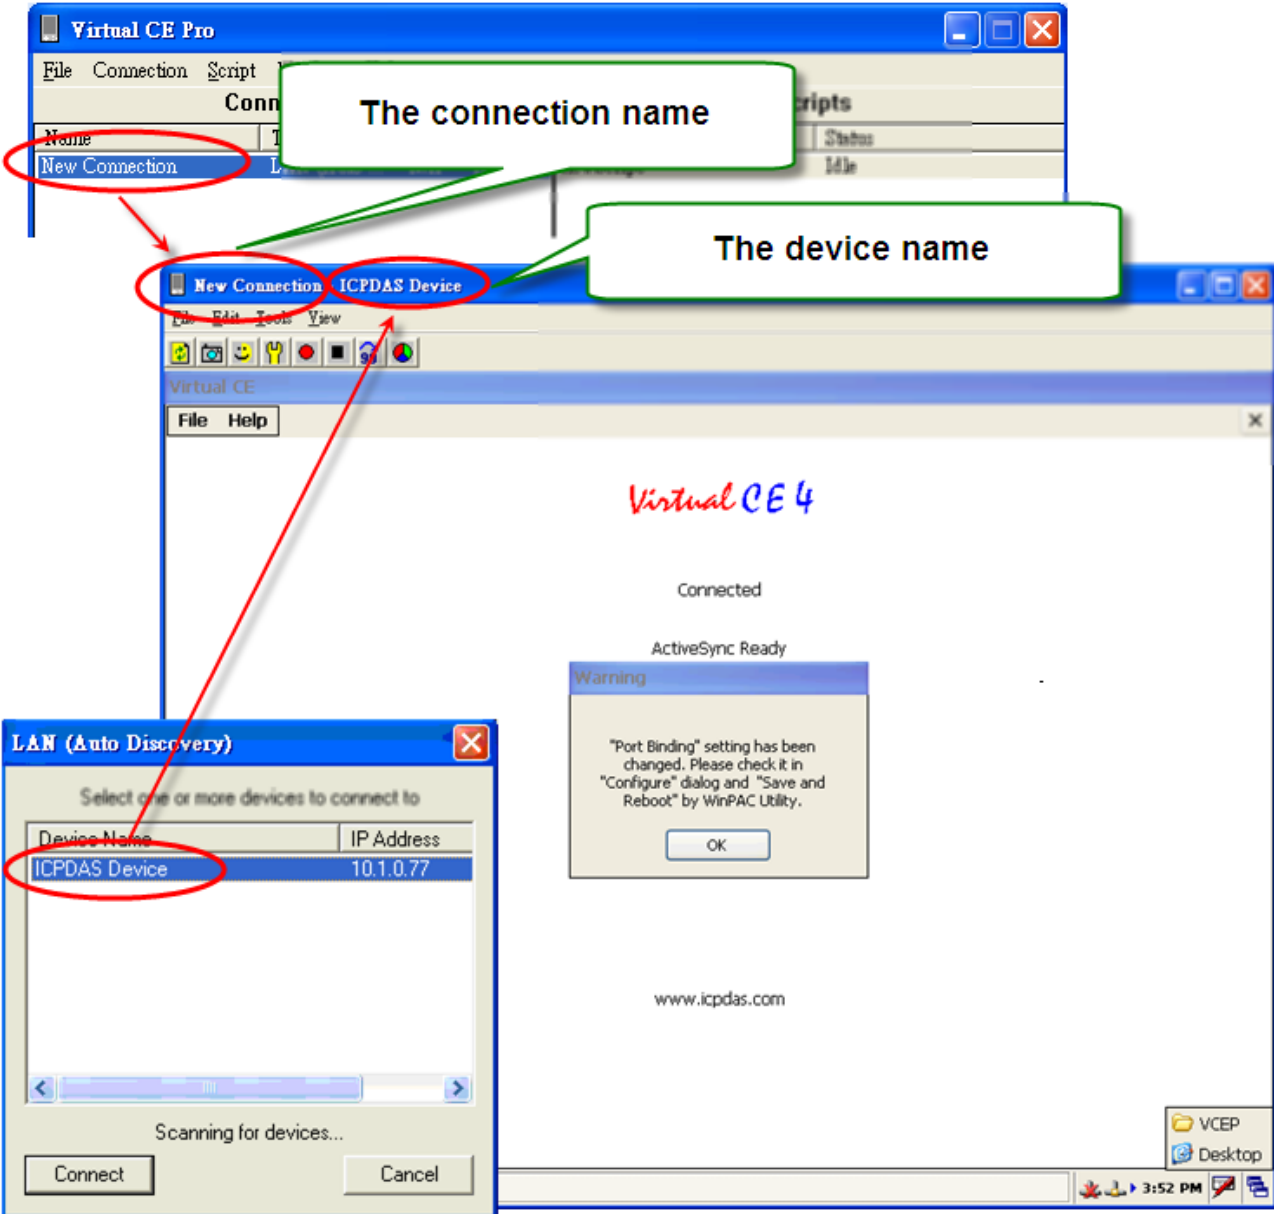 Virtual CE Pro
File Connection Script
The connection name
Name Status
New Connection Idle
The device name
New Connection ICPDAS Device
File Edit Tools View
Virtual CE
File Help
Virtual CE 4
Connected
ActiveSync Ready
Warning
"Port Binding" setting has been
changed. Please check it in
"Configure" dialog and "Save and
Reboot" by WinPAC Utility.
OK
www.icpdas.com
LAN (Auto Discovery)
Select one or more devices to connect to
Device Name IP Address
ICPDAS Device 10.1.0.77
Scanning for devices...
Connect Cancel
VCEP
Desktop
3:52 PM